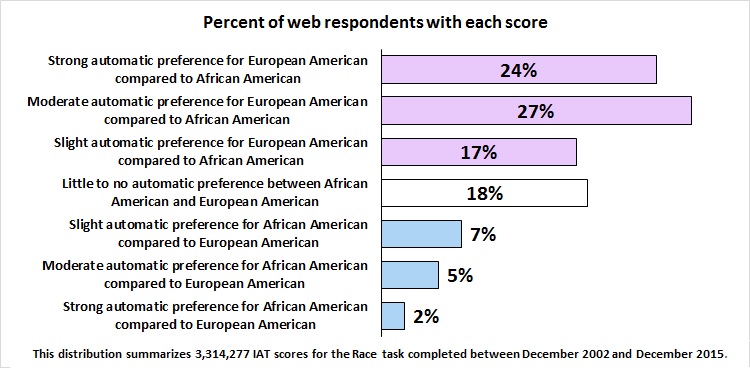 Percent of web respondents with each score
Strong automatic preference for European American
compared to African American
24%
Moderate automatic preference for European American
compared to African American
27%
Slight automatic preference for European American
compared to African American
17%
Little to no automatic preference between African
American and European American
18%
Slight automatic preference for African American
compared to European American
7%
Moderate automatic preference for African American
compared to European American
5%
Strong automatic preference for African American
compared to European American
2%
This distribution summarizes 3,314,277 IAT scores for the Race task completed between December 2002 and December 2015.